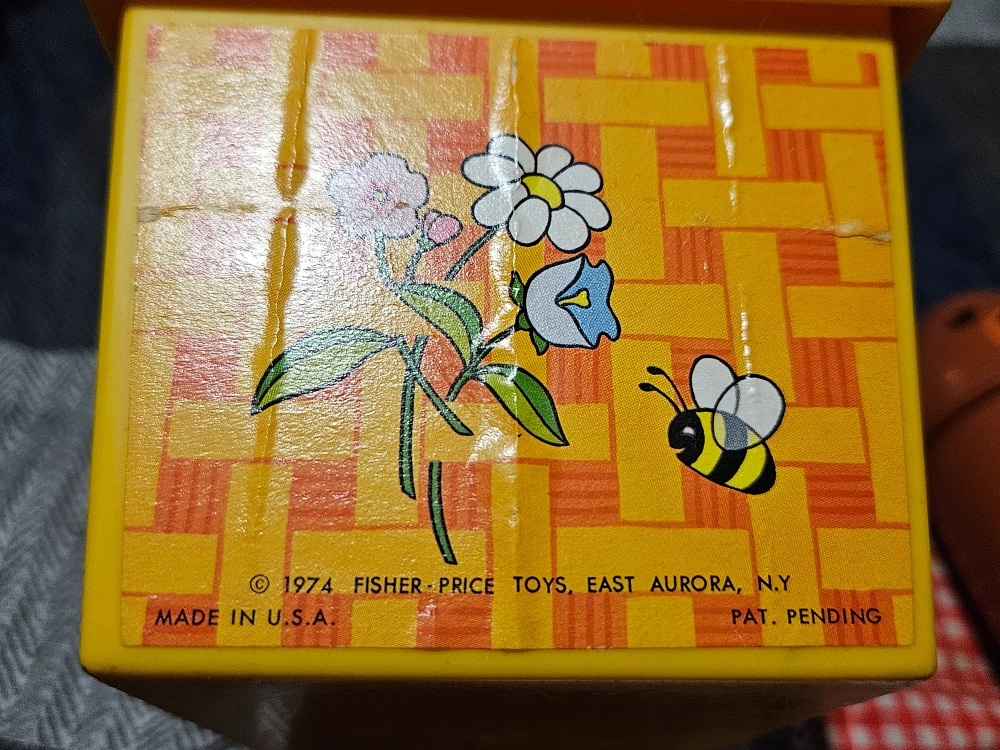 © 1974 FISHER-PRICE TOYS, EAST AURORA, N.Y
MADE IN U.S.A. PAT. PENDING